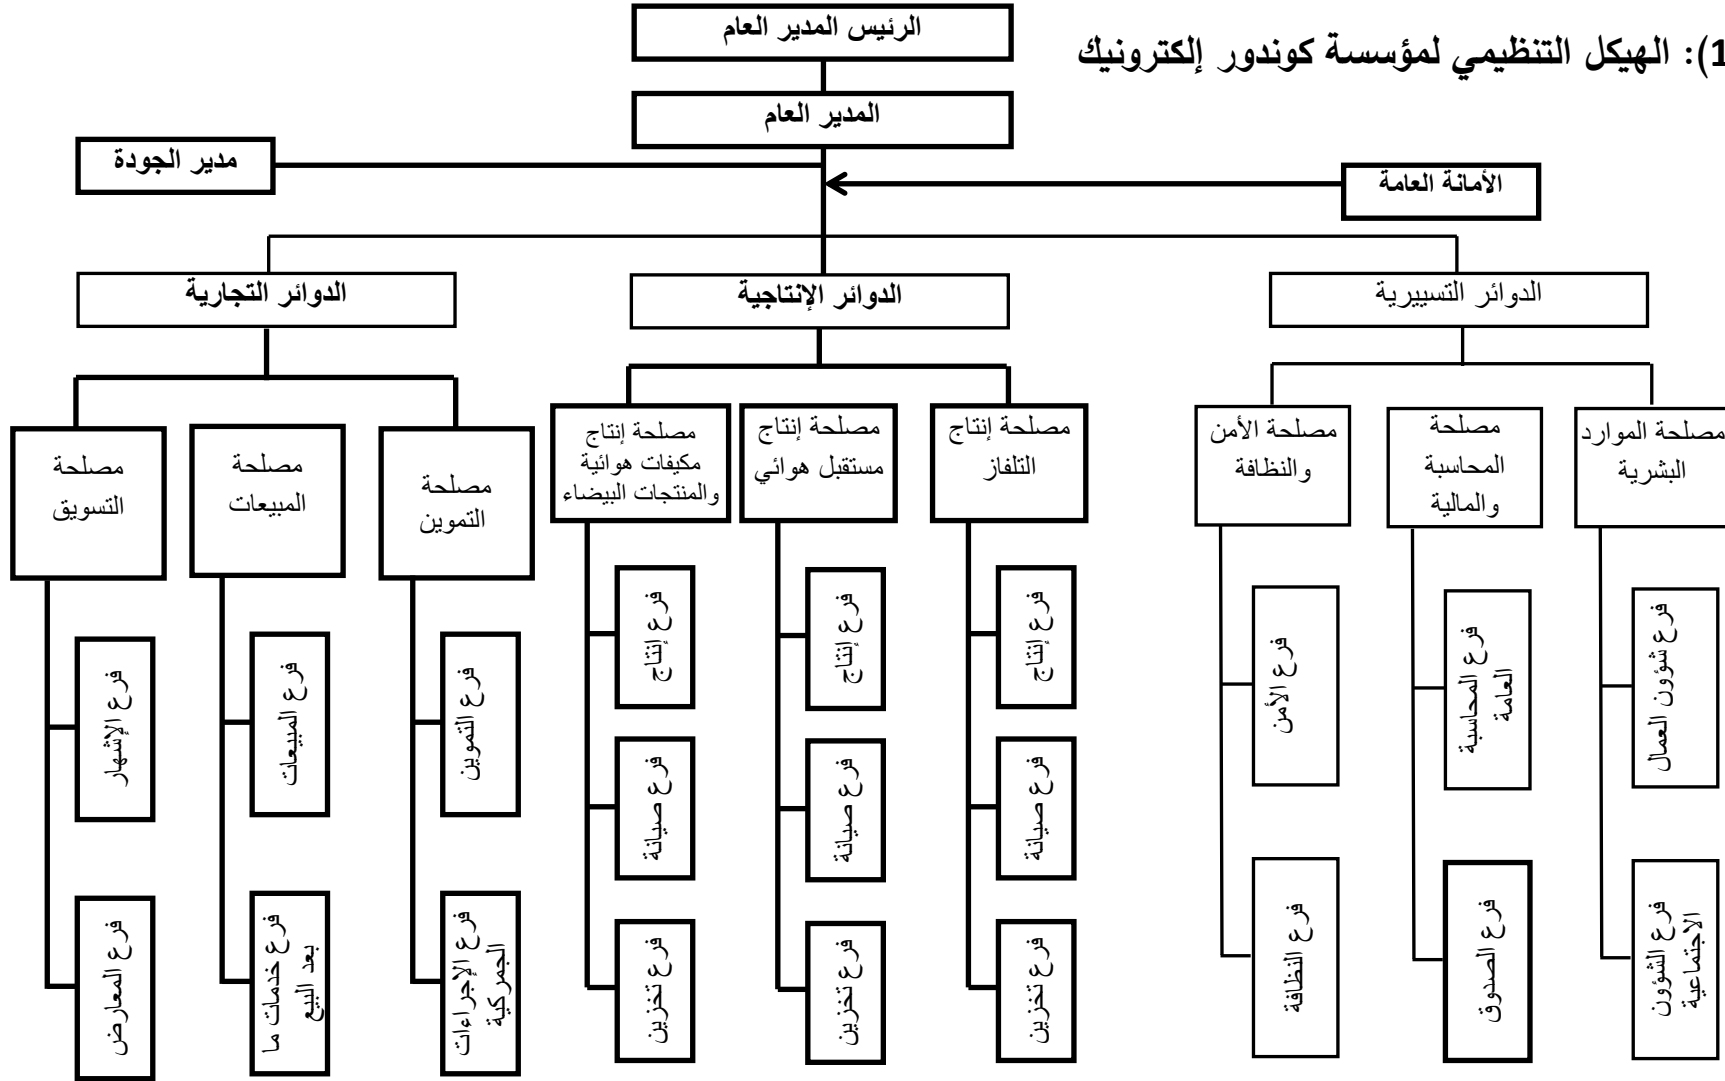 1): الهيكل التنظيمي لمؤسسة كوندور إلكترونيك
الرئيس المدير العام
المدير العام
الأمانة العامة
مدير الجودة
الدوائر التسييرية
الدوائر الإنتاجية
الدوائر التجارية
مصلحة الموارد
البشرية
مصلحة
المحاسبة
والمالية
مصلحة الأمن
والنظافة
مصلحة إنتاج
التلفاز
مصلحة إنتاج
مستقبل هوائي
مصلحة إنتاج
مكيفات هوائية
والمنتجات البيضاء
مصلحة
التموين
مصلحة
المبيعات
مصلحة
التسويق
فرع شؤون العمال
فرع المحاسبة
العامة
فرع الأمن
فرع إنتاج
فرع إنتاج
فرع إنتاج
فرع التموين
فرع المبيعات
فرع الإشهار
فرع صيانة
فرع صيانة
فرع صيانة
فرع الشؤون
الاجتماعية
فرع الصدوق
فرع النظافة
فرع تخزين
فرع تخزين
فرع تخزين
فرع الإجراءات
الجمركية
فرع خدمات ما
بعد البيع
فرع المعارض